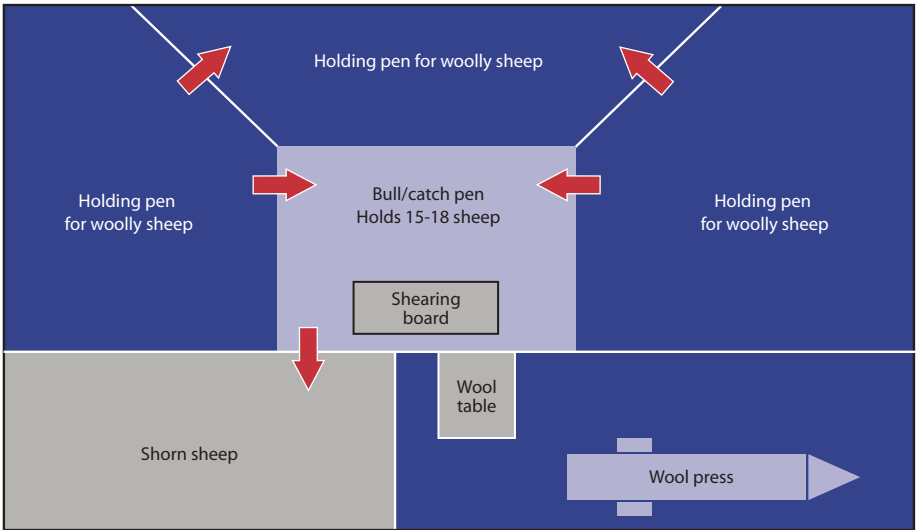 Holding pen for woolly sheep
Holding pen
for woolly sheep
Bull/catch pen
Holds 15-18 sheep
Holding pen
for woolly sheep
Shearing
board
Wool
table
Shorn sheep
Wool press